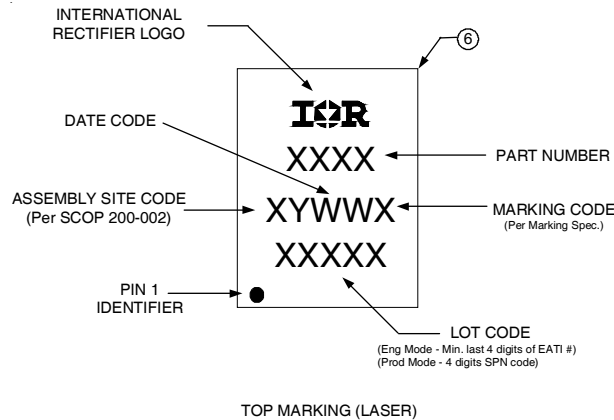 INTERNATIONAL
RECTIFIER LOGO
6
IOR
DATE CODE
XXXX
PART NUMBER
ASSEMBLY SITE CODE
(Per SCOP 200-002)
XYWWX
MARKING CODE
(Per Marking Spec.)
XXXXX
PIN 1
IDENTIFIER
LOT CODE
(Eng Mode - Min. last 4 digits of EATI #)
(Prod Mode - 4 digits SPN code)
TOP MARKING (LASER)